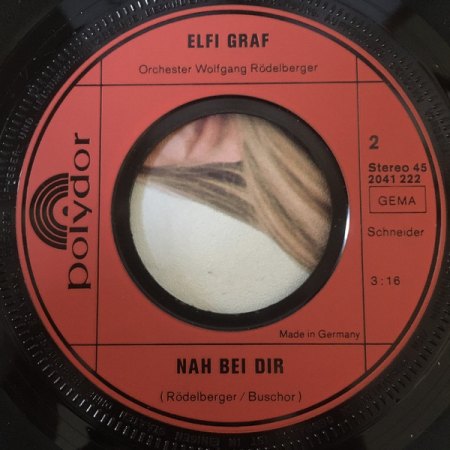 ELFI GRAF
Orchester Wolfgang Rödelberger
2
Stereo 45
2041 222
GEMA
Schneider
3:16
polydor
Made in Germany
NAH BEI DIR
(Rödelberger / Buschor)